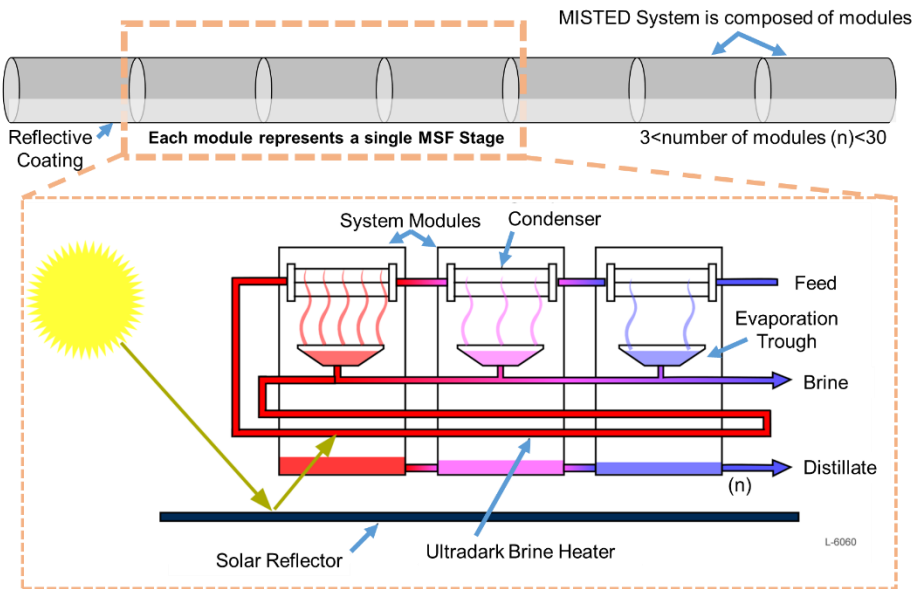 MISTED System is composed of modules
Reflective
Coating
Each module represents a single MSF Stage
3<number of modules (n)<30
System Modules
Condenser
Feed
Evaporation
Trough
Brine
Distillate
(n)
Solar Reflector
Ultradark Brine Heater
L-6060